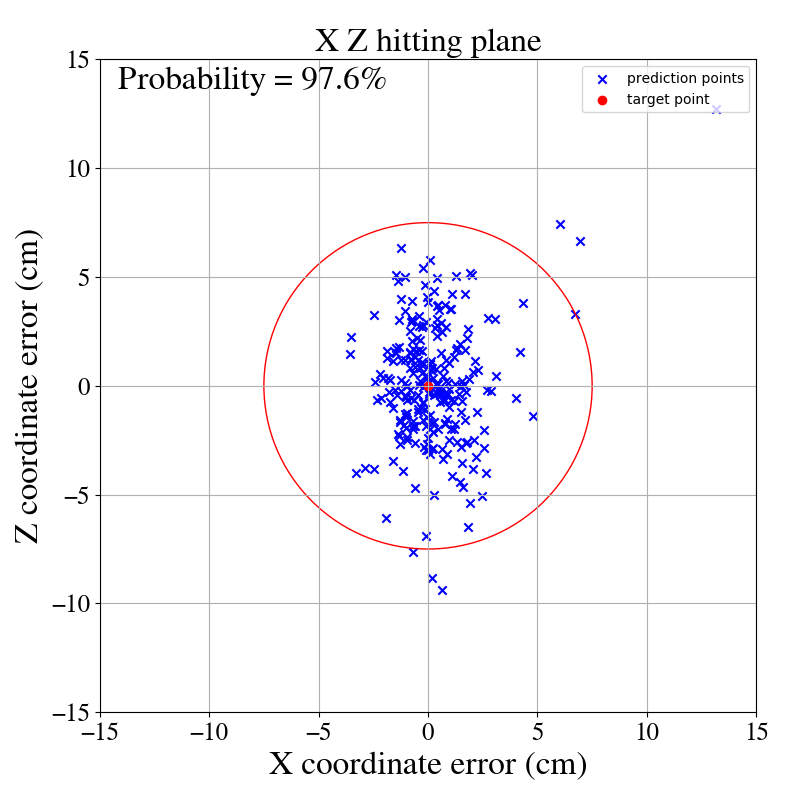 X Z hitting plane
Probability = 97.6%
prediction points
target point
15
10
5
0
−5
−10
−15
−15
−10
−5
0
5
10
15
Z coordinate error (cm)
X coordinate error (cm)